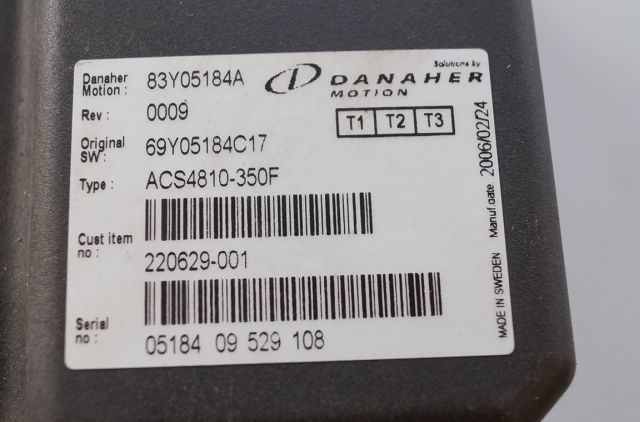 Solutions by
Danaher Motion: 83Y05184A
DANAHER
MOTION
Rev: 0009
T1 T2 T3
Original SW: 69Y05184C17
Type: ACS4810-350F
Cust item no: 220629-001
Serial no: 05184 09 529 108
MADE IN SWEDEN Manuf date 2006/02/24